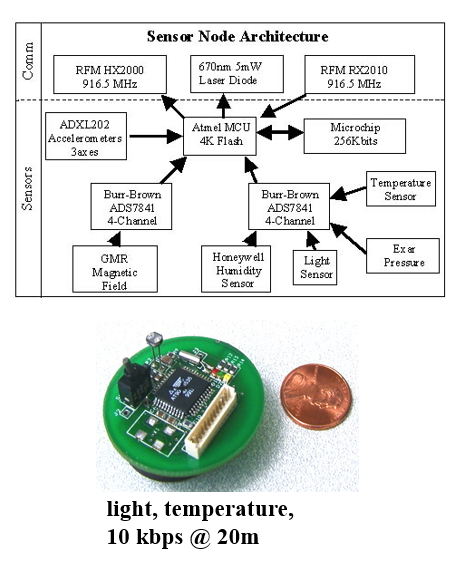 Sensor Node Architecture
Comm
RFM HX2000
916.5 MHz
670nm 5mW
Laser Diode
RFM RX2010
916.5 MHz
Sensors
ADXL202
Accelerometers
3axes
Atmel MCU
4K Flash
Microchip
256Kbits
Burr-Brown
ADS7841
4-Channel
Burr-Brown
ADS7841
4-Channel
Temperature
Sensor
GMR
Magnetic
Field
Honeywell
Humidity
Sensor
Light
Sensor
Exar
Pressure
light, temperature,
10 kbps @ 20m